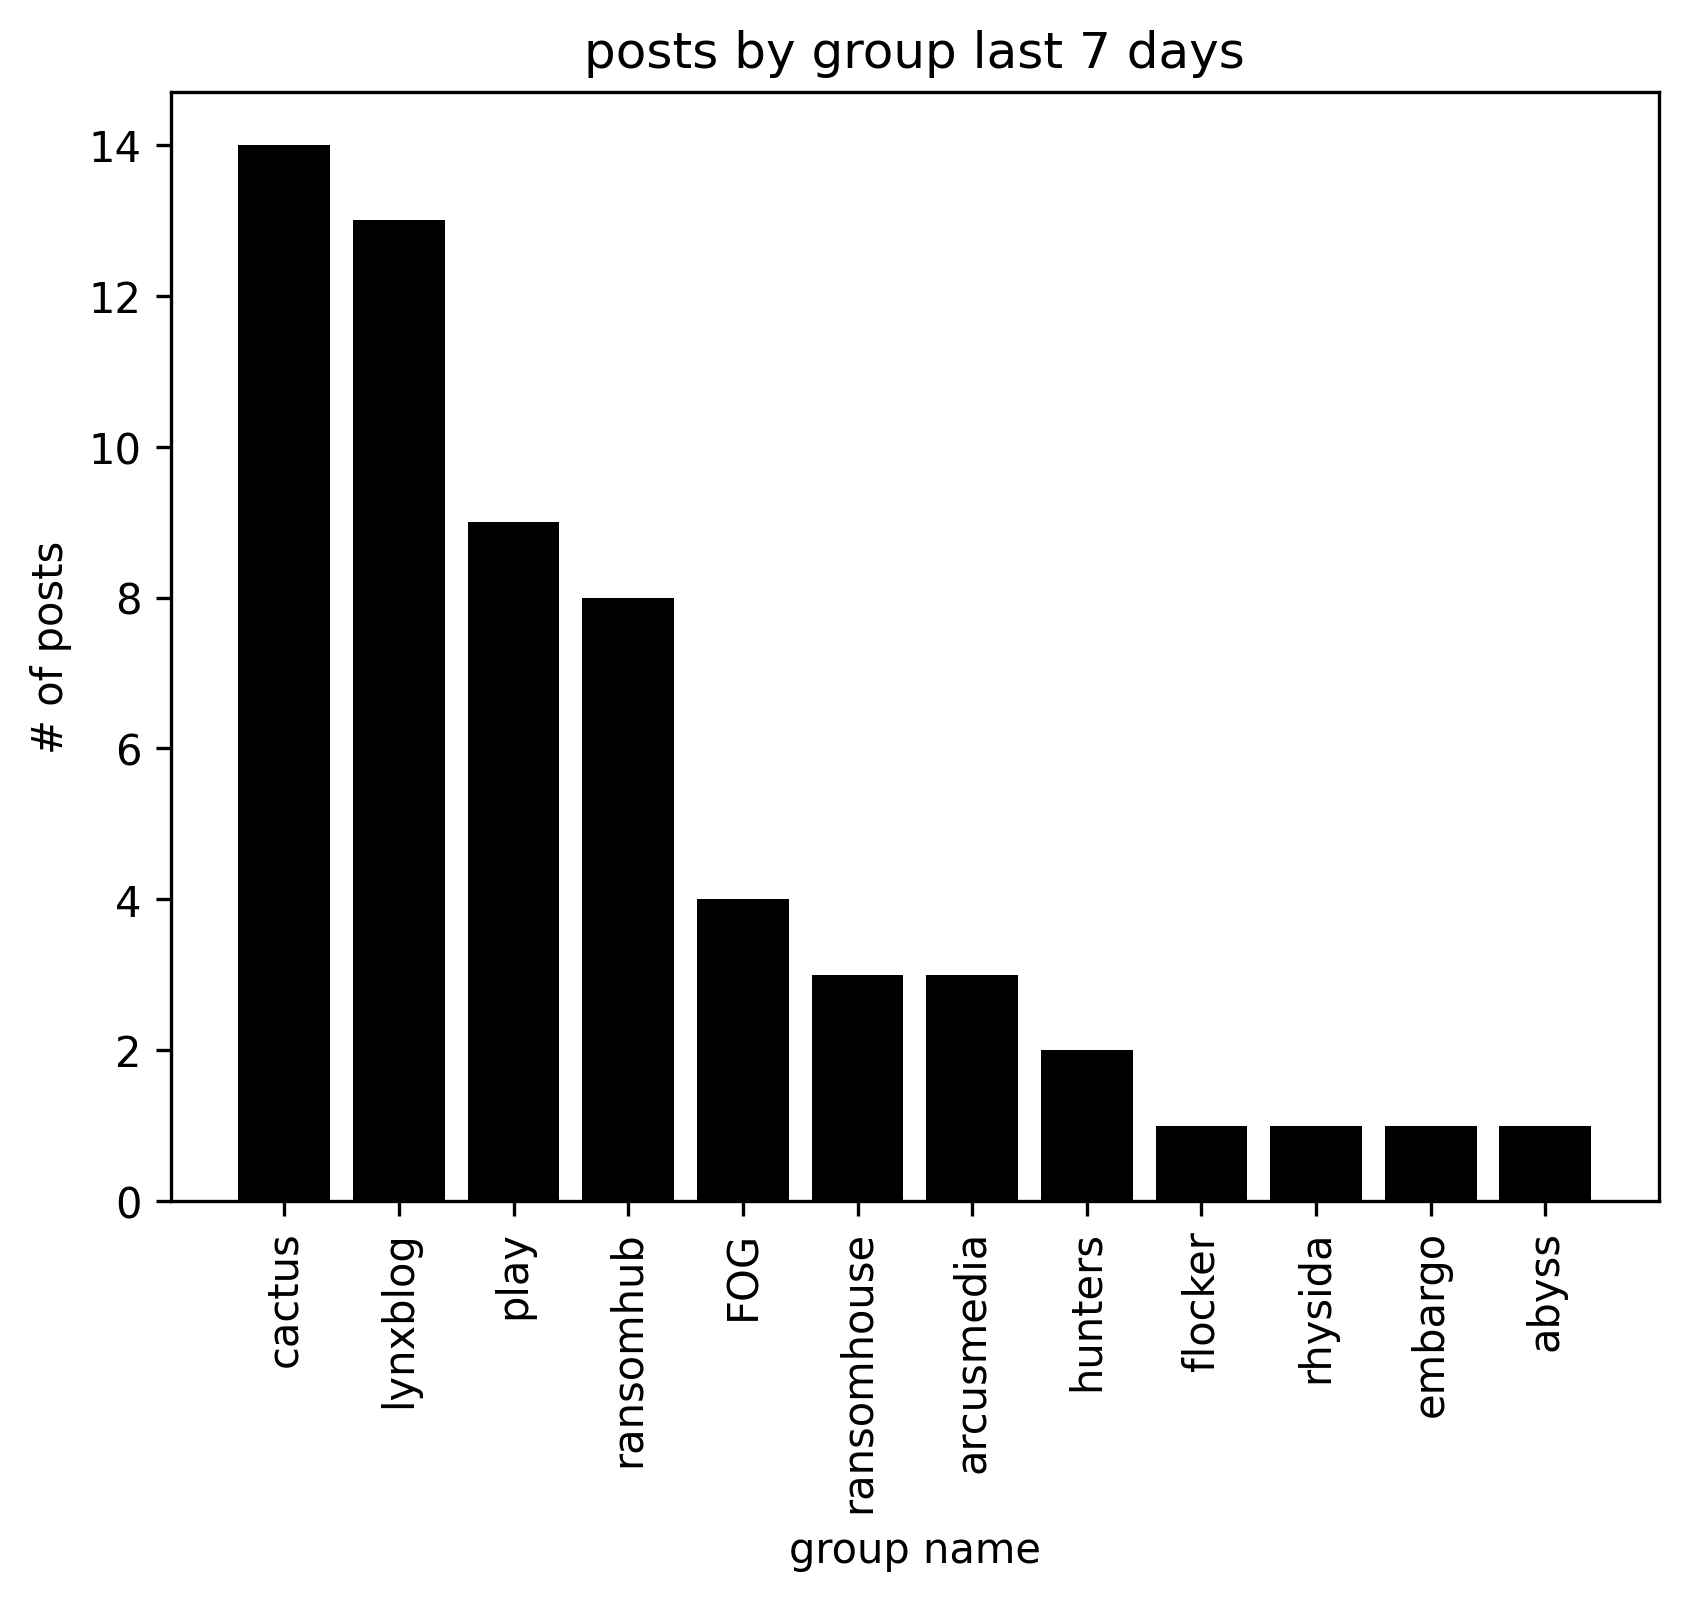 posts by group last 7 days
# of posts
14
12
10
8
6
4
2
0
cactus
lynxblog
play
ransomhub
FOG
ransomhouse
arcusmedia
hunters
flocker
rhysida
embargo
abyss
group name